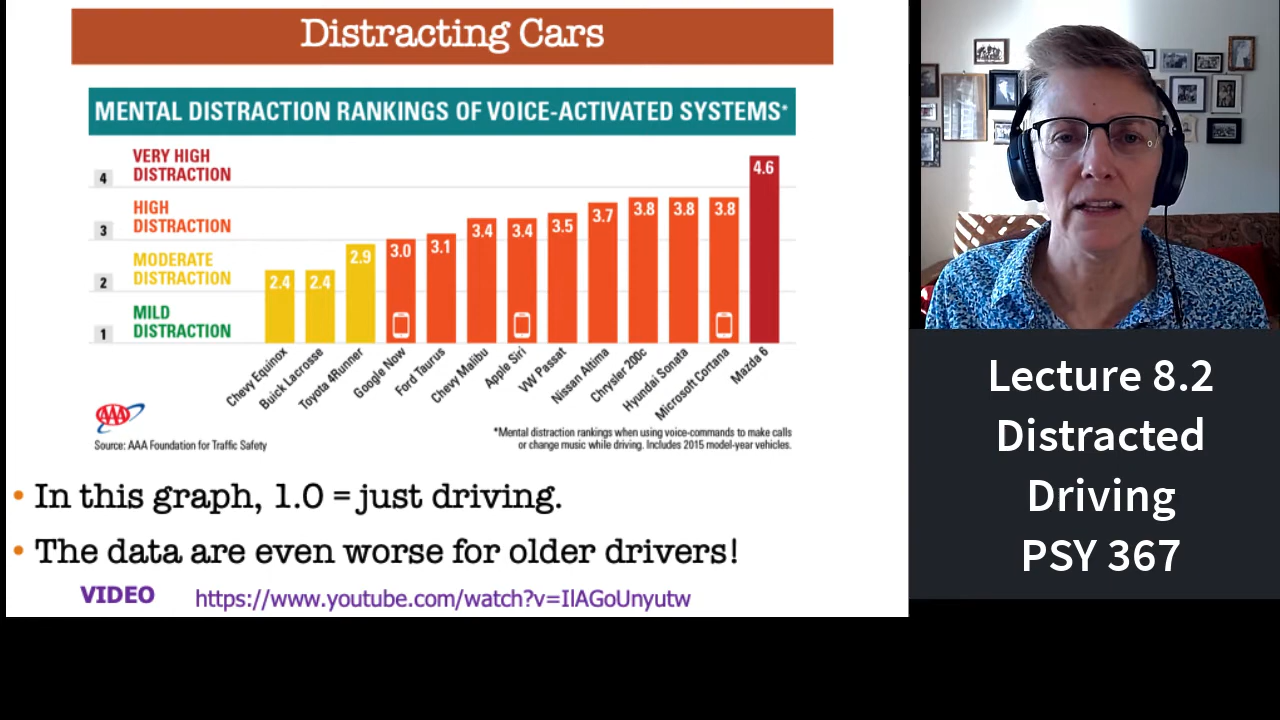 Distracting Cars
MENTAL DISTRACTION RANKINGS OF VOICE-ACTIVATED SYSTEMS*
4
VERY HIGH
DISTRACTION
3
HIGH
DISTRACTION
2
MODERATE
DISTRACTION
1
MILD
DISTRACTION
2.4
2.4
2.9
3.0
3.1
3.4
3.4
3.5
3.7
3.8
3.8
3.8
4.6
Chevy Equinox
Buick Lacrosse
Toyota 4Runner
Google Now
Ford Taurus
Chevy Malibu
Apple Siri
VW Passat
Nissan Altima
Chrysler 200c
Hyundai Sonata
Microsoft Cortana
Mazda 6
AAA
Source: AAA Foundation for Traffic Safety
*Mental distraction rankings when using voice-commands to make calls
or change music while driving. Includes 2015 model-year vehicles.
• In this graph, 1.0 = just driving.
• The data are even worse for older drivers!
VIDEO https://www.youtube.com/watch?v=IlAGoUnyutw
Lecture 8.2
Distracted
Driving
PSY 367